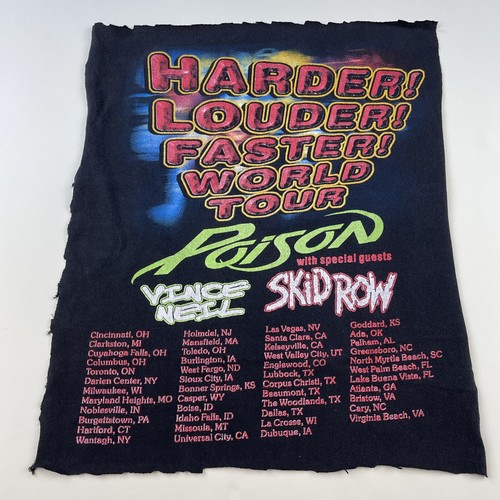 HARDER!
LOUDER!
FASTER!
WORLD
TOUR
POISON
with special guests
VINCE NEIL
SKID ROW
Cincinnati, OH
Clarkston, MI
Cuyahoga Falls, OH
Columbus, OH
Toronto, ON
Darien Center, NY
Milwaukee, WI
Maryland Heights, MO
Noblesville, IN
Burgettstown, PA
Hartford, CT
Wantagh, NY
Holmdel, NJ
Mansfield, MA
Toledo, OH
Burlington, IA
West Fargo, ND
Sioux City, IA
Bonner Springs, KS
Casper, WY
Boise, ID
Idaho Falls, ID
Missoula, MT
Universal City, CA
Las Vegas, NV
Santa Clara, CA
Kelseyville, CA
West Valley City, UT
Englewood, CO
Lubbock, TX
Corpus Christi, TX
Beaumont, TX
The Woodlands, TX
Dallas, TX
La Crosse, WI
Dubuque, IA
Goddard, KS
Ada, OK
Pelham, AL
Greensboro, NC
North Myrtle Beach, SC
West Palm Beach, FL
Lake Buena Vista, FL
Atlanta, GA
Bristow, VA
Cary, NC
Virginia Beach, VA